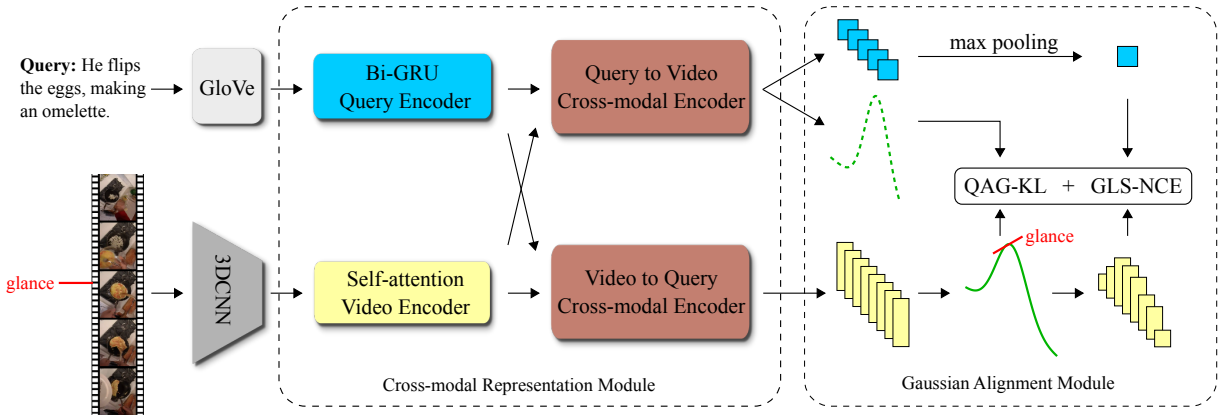 Query: He flips
the eggs, making
an omelette.
GloVe
Bi-GRU
Query Encoder
Query to Video
Cross-modal Encoder
max pooling
QAG-KL + GLS-NCE
glance
glance
3DCNN
Self-attention
Video Encoder
Video to Query
Cross-modal Encoder
Cross-modal Representation Module
Gaussian Alignment Module